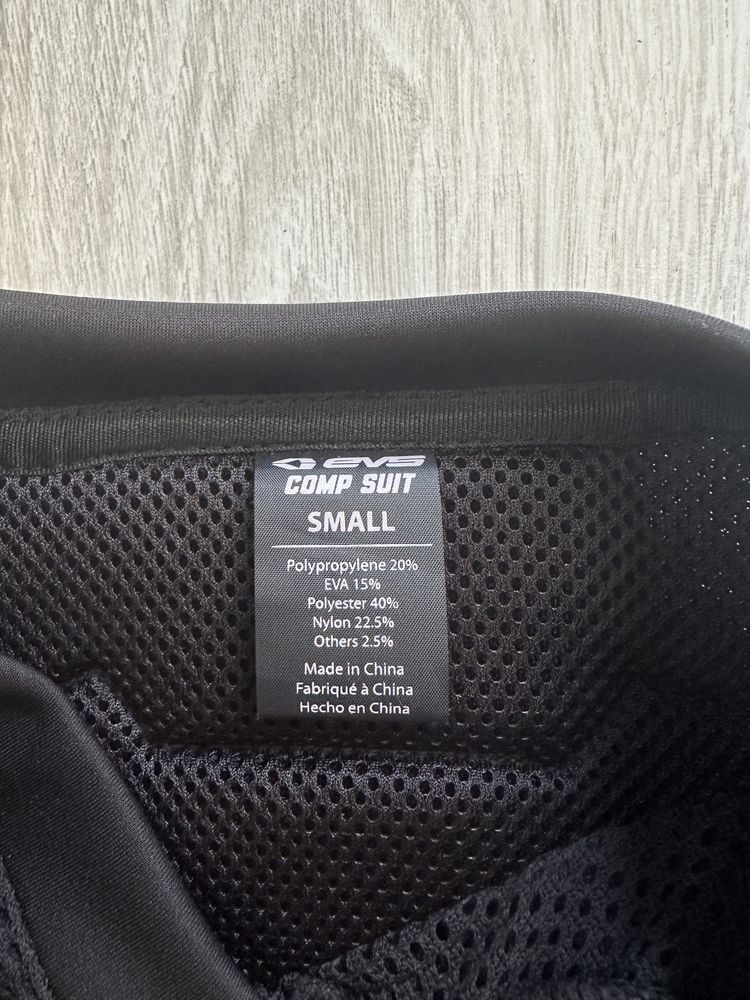 EVS
COMP SUIT
SMALL
Polypropylene 20%
EVA 15%
Polyester 40%
Nylon 22.5%
Others 2.5%
Made in China
Fabriqué à China
Hecho en China